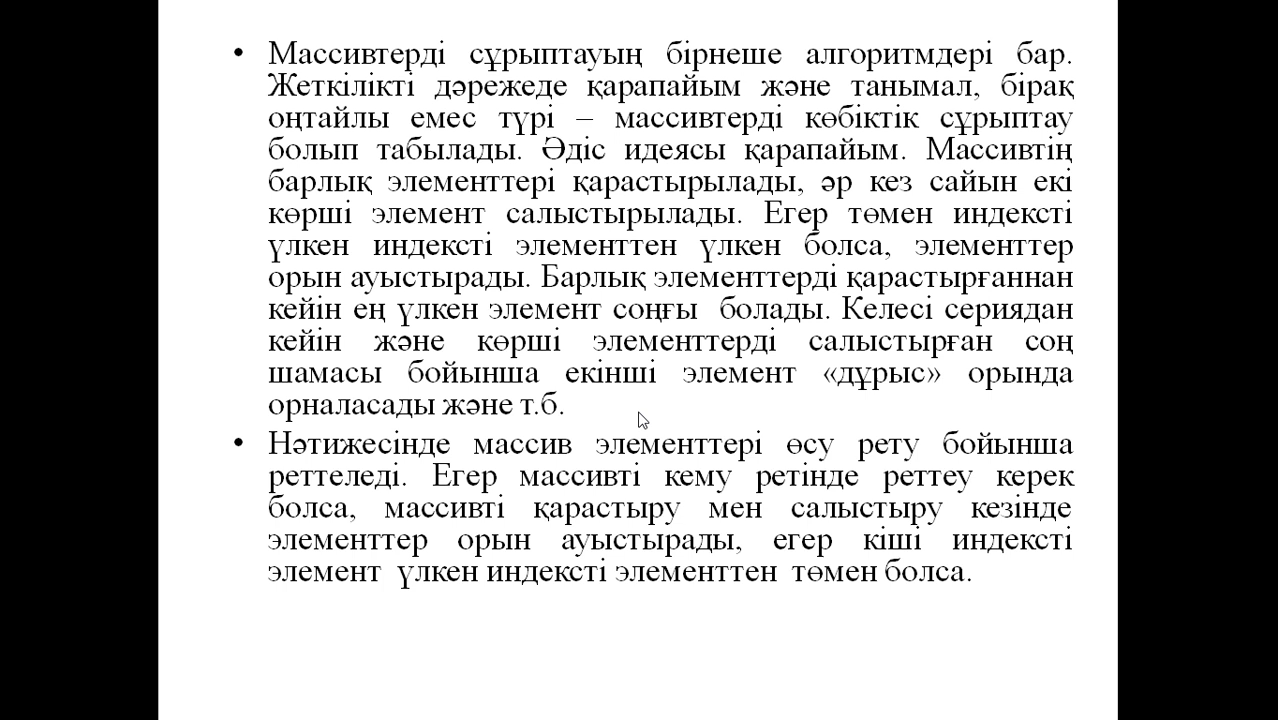 • Массивтерді сұрыптауың бірнеше алгоритмдері бар.
Жеткілікті дәрежеде қарапайым және танымал, бірақ
оңтайлы емес түрі – массивтерді көбіктік сұрыптау
болып табылады. Әдіс идеясы қарапайым. Массивтің
барлық элементтері қарастырылады, әр кез сайын екі
көрші элемент салыстырылады. Егер төмен индексті
үлкен индексті элементтен үлкен болса, элементтер
орын ауыстырады. Барлық элементтерді қарастырғаннан
кейін ең үлкен элемент соңғы болады. Келесі сериядан
кейін және көрші элементтерді салыстырған соң
шамасы бойынша екінші элемент «дұрыс» орында
орналасады және т.б.
• Нәтижесінде массив элементтері өсу рету бойынша
реттеледі. Егер массивті кему ретінде реттеу керек
болса, массивті қарастыру мен салыстыру кезінде
элементтер орын ауыстырады, егер кіші индексті
элемент үлкен индексті элементтен төмен болса.